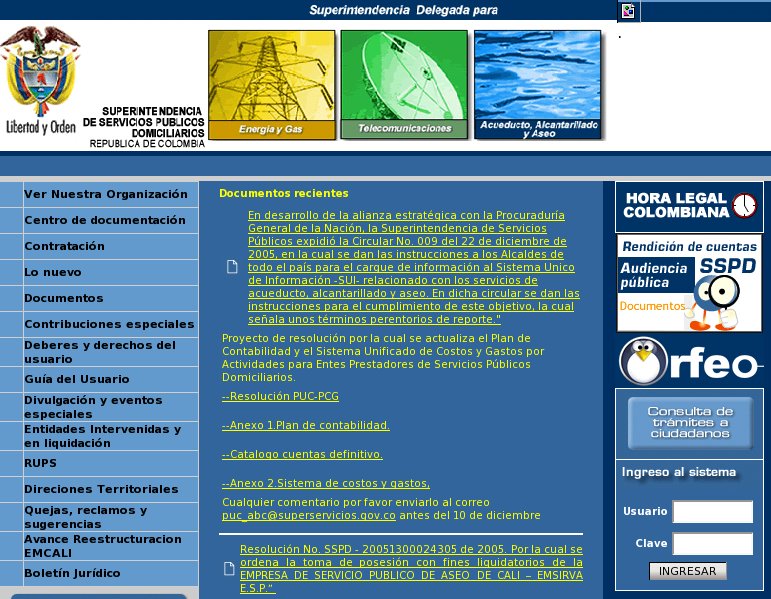 Superintendencia Delegada para
Libertad y Orden
SUPERINTENDENCIA
DE SERVICIOS PUBLICOS
DOMICILIARIOS
REPUBLICA DE COLOMBIA
Energía y Gas
Telecomunicaciones
Acueducto, Alcantarillado
y Aseo
.
Ver Nuestra Organización
Centro de documentación
Contratación
Lo nuevo
Documentos
Contribuciones especiales
Deberes y derechos del
usuario
Guía del Usuario
Divulgación y eventos
especiales
Entidades Intervenidas y
en liquidación
RUPS
Direciones Territoriales
Quejas, reclamos y
sugerencias
Avance Reestructuracion
EMCALI
Boletín Jurídico
Documentos recientes
En desarrollo de la alianza estratégica con la Procuraduría
General de la Nación, la Superintendencia de Servicios
Públicos expidió la Circular No. 009 del 22 de diciembre de
2005, en la cual se dan las instrucciones a los Alcaldes de
todo el país para el carque de información al Sistema Unico
de Información -SUI- relacionado con los servicios de
acueducto, alcantarillado y aseo. En dicha circular se dan las
instrucciones para el cumplimiento de este objetivo, la cual
señala unos términos perentorios de reporte."
Proyecto de resolución por la cual se actualiza el Plan de
Contabilidad y el Sistema Unificado de Costos y Gastos por
Actividades para Entes Prestadores de Servicios Públicos
Domiciliarios.
--Resolución PUC-PCG
--Anexo 1.Plan de contabilidad.
--Catalogo cuentas definitivo.
--Anexo 2.Sistema de costos y gastos,
Cualquier comentario por favor enviarlo al correo
puc_abc@superservicios.gov.co antes del 10 de diciembre
Resolución No. SSPD - 20051300024305 de 2005. Por la cual se
ordena la toma de posesión con fines liquidatorios de la
EMPRESA DE SERVICIO PUBLICO DE ASEO DE CALI – EMSIRVA
E.S.P."
HORA LEGAL
COLOMBIANA
Rendición de cuentas
Audiencia
pública
SSPD
Documentos
Orfeo
Consulta de
trámites a
ciudadanos
Ingreso al sistema
Usuario
Clave
INGRESAR